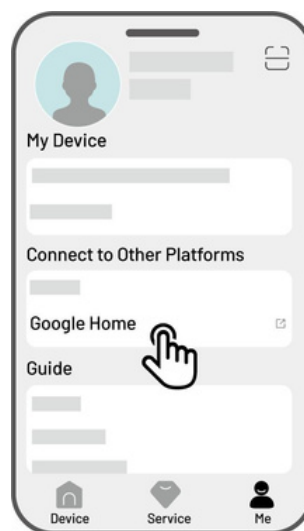 My Device
Connect to Other Platforms
Google Home
Guide
Device
Service
Me